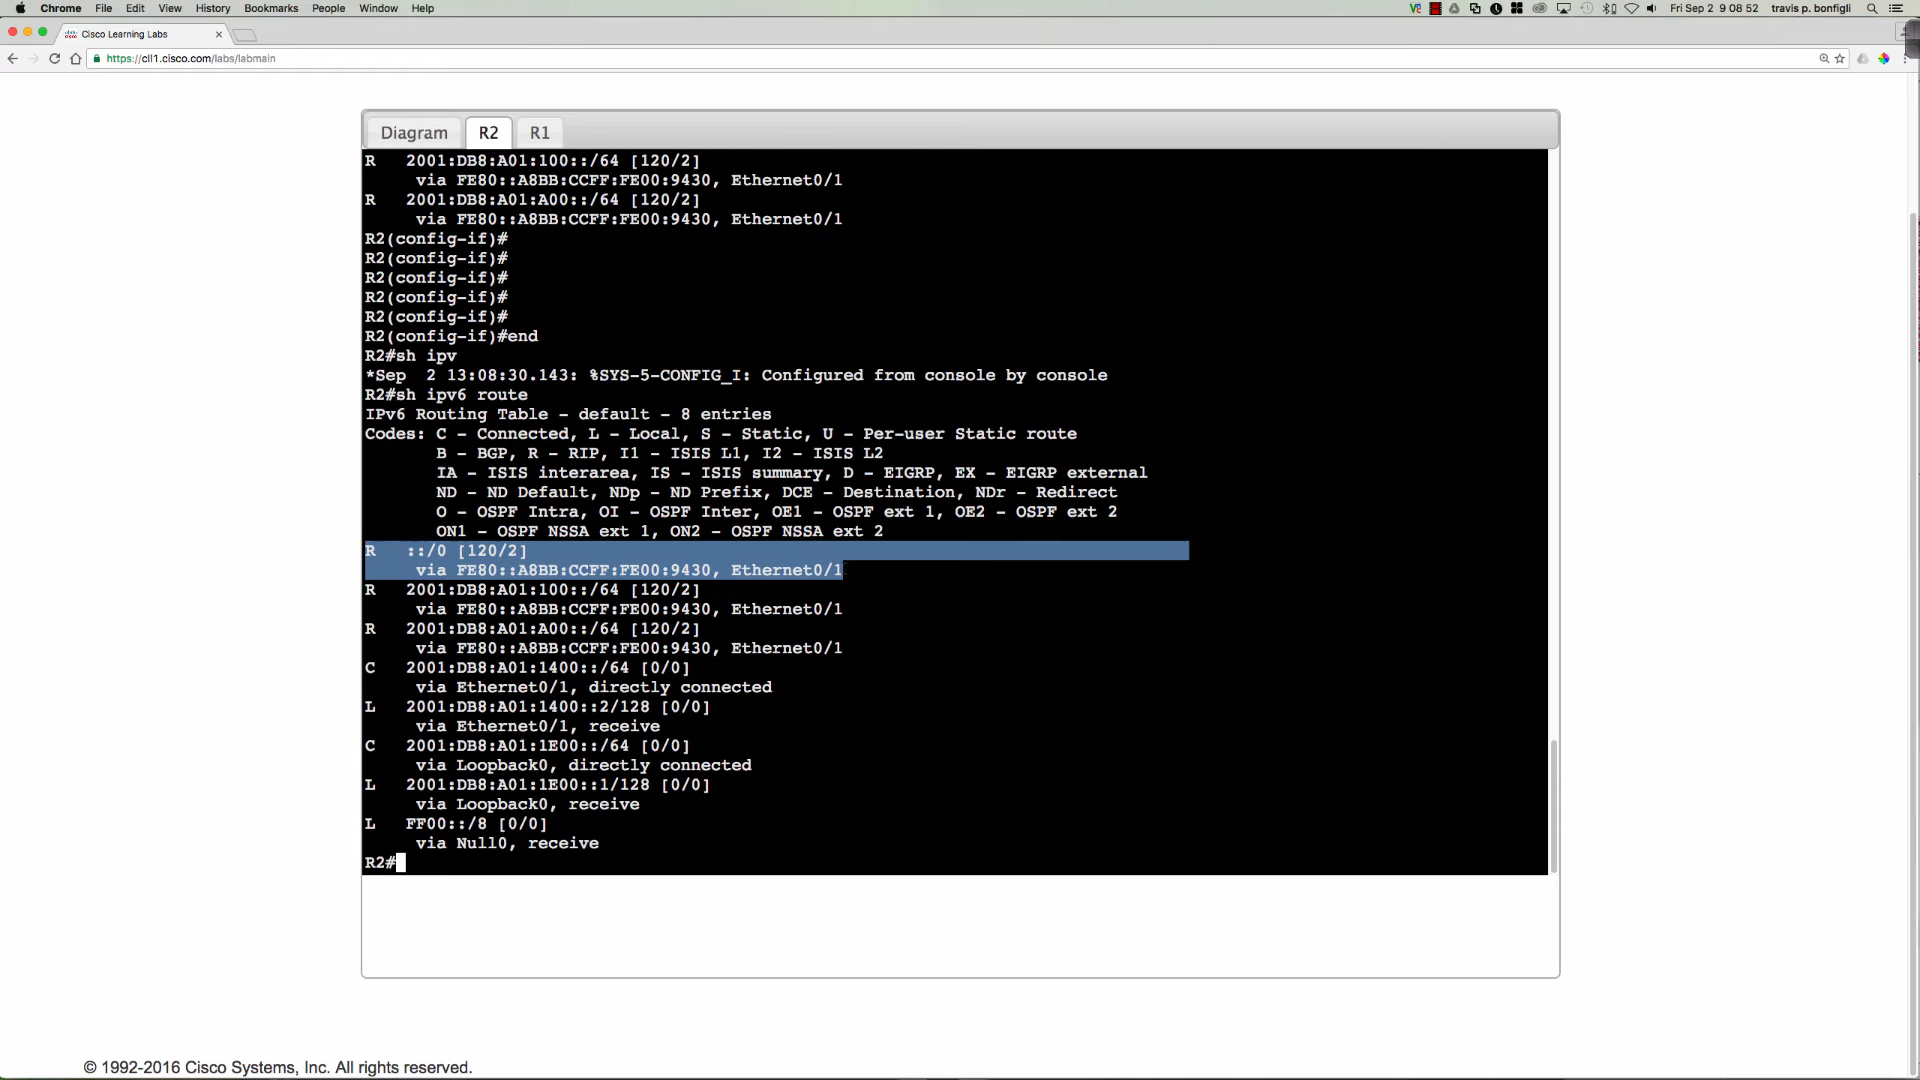 Chrome File Edit View History Bookmarks People Window Help Fri Sep 2 9 08 52 travis p. bonfigli
Cisco Learning Labs
https://cll1.cisco.com/labs/labmain
Diagram R2 R1
R 2001:DB8:A01:100::/64 [120/2]
via FE80::A8BB:CCFF:FE00:9430, Ethernet0/1
R 2001:DB8:A01:A00::/64 [120/2]
via FE80::A8BB:CCFF:FE00:9430, Ethernet0/1
R2(config-if)#
R2(config-if)#
R2(config-if)#
R2(config-if)#
R2(config-if)#
R2(config-if)#end
R2#sh ipv
*Sep 2 13:08:30.143: %SYS-5-CONFIG_I: Configured from console by console
R2#sh ipv6 route
IPv6 Routing Table - default - 8 entries
Codes: C - Connected, L - Local, S - Static, U - Per-user Static route
B - BGP, R - RIP, I1 - ISIS L1, I2 - ISIS L2
IA - ISIS interarea, IS - ISIS summary, D - EIGRP, EX - EIGRP external
ND - ND Default, NDp - ND Prefix, DCE - Destination, NDr - Redirect
O - OSPF Intra, OI - OSPF Inter, OE1 - OSPF ext 1, OE2 - OSPF ext 2
ON1 - OSPF NSSA ext 1, ON2 - OSPF NSSA ext 2
R ::/0 [120/2]
via FE80::A8BB:CCFF:FE00:9430, Ethernet0/1
R 2001:DB8:A01:100::/64 [120/2]
via FE80::A8BB:CCFF:FE00:9430, Ethernet0/1
R 2001:DB8:A01:A00::/64 [120/2]
via FE80::A8BB:CCFF:FE00:9430, Ethernet0/1
C 2001:DB8:A01:1400::/64 [0/0]
via Ethernet0/1, directly connected
L 2001:DB8:A01:1400::2/128 [0/0]
via Ethernet0/1, receive
C 2001:DB8:A01:1E00::/64 [0/0]
via Loopback0, directly connected
L 2001:DB8:A01:1E00::1/128 [0/0]
via Loopback0, receive
L FF00::/8 [0/0]
via Null0, receive
R2#
© 1992-2016 Cisco Systems, Inc. All rights reserved.